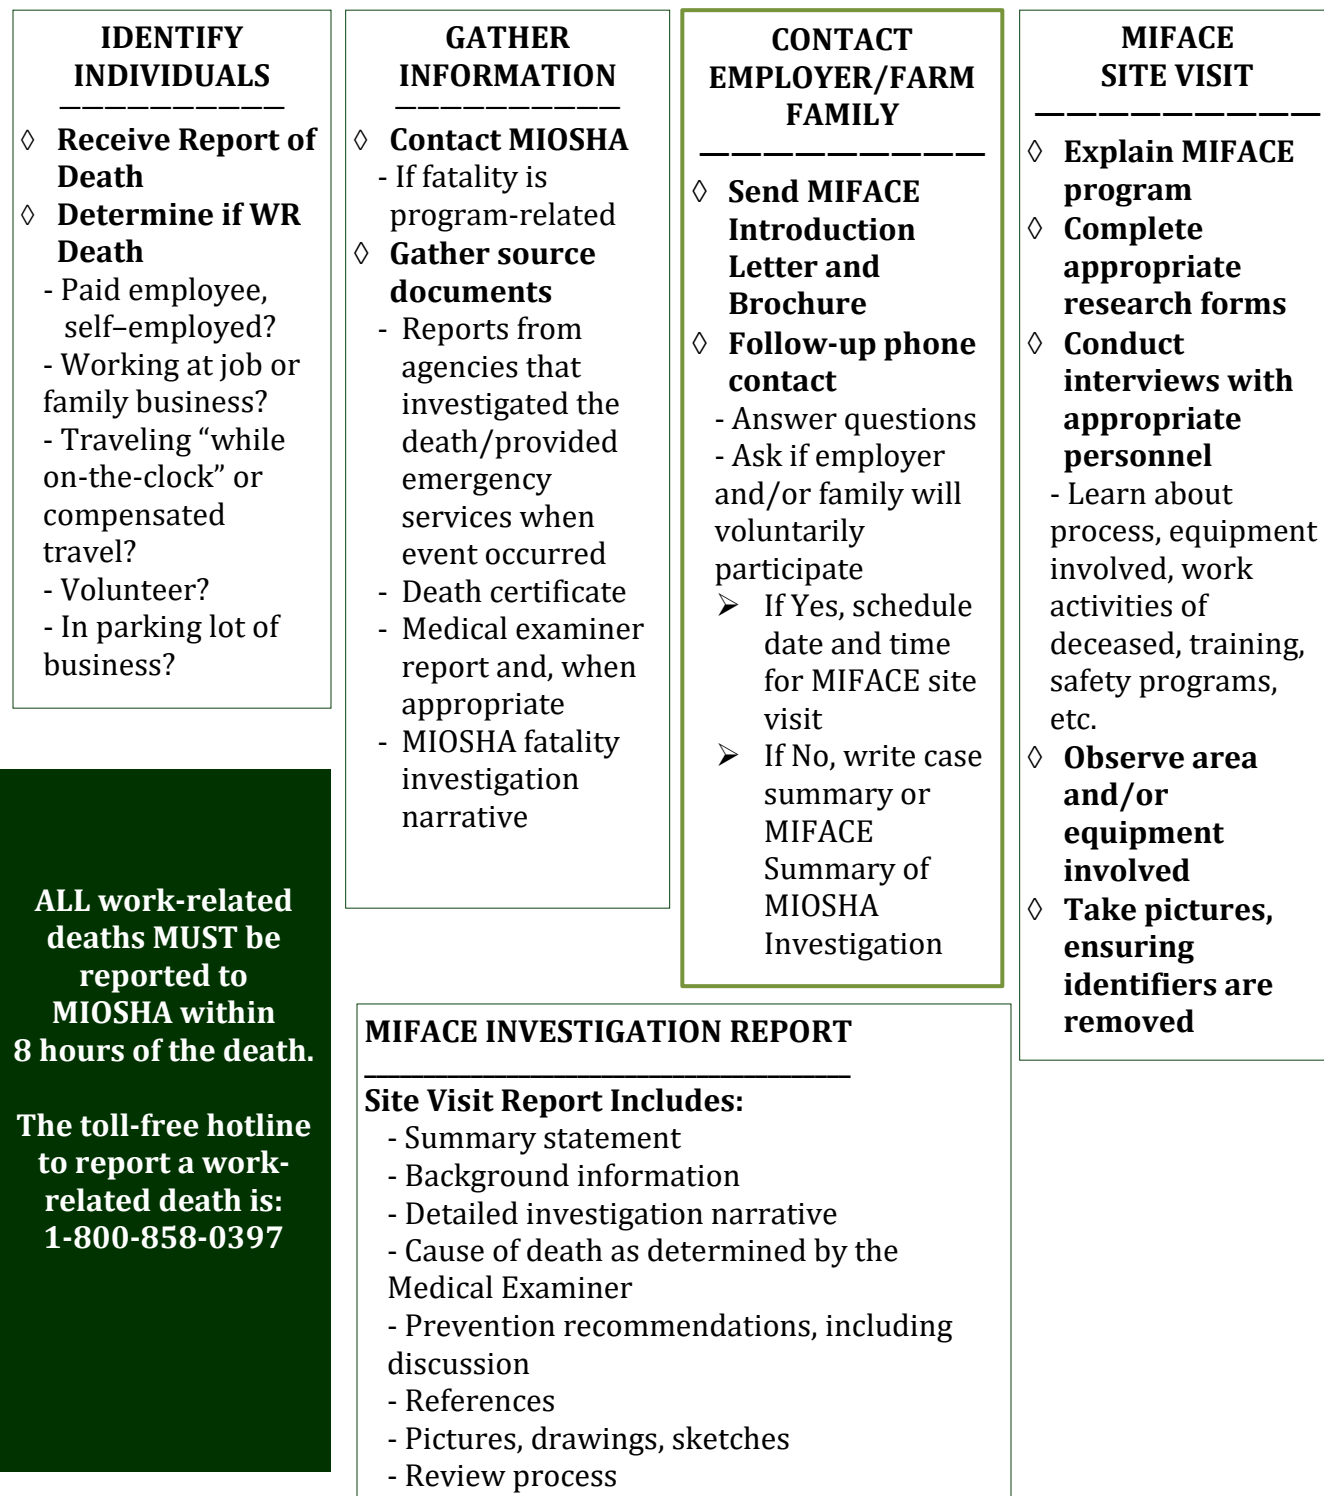 IDENTIFY
INDIVIDUALS
◊ Receive Report of
Death
◊ Determine if WR
Death
- Paid employee,
self–employed?
- Working at job or
family business?
- Traveling “while
on-the-clock” or
compensated
travel?
- Volunteer?
- In parking lot of
business?
GATHER
INFORMATION
◊ Contact MIOSHA
- If fatality is
program-related
◊ Gather source
documents
- Reports from
agencies that
investigated the
death/provided
emergency
services when
event occurred
- Death certificate
- Medical examiner
report and, when
appropriate
- MIOSHA fatality
investigation
narrative
CONTACT
EMPLOYER/FARM
FAMILY
◊ Send MIFACE
Introduction
Letter and
Brochure
◊ Follow-up phone
contact
- Answer questions
- Ask if employer
and/or family will
voluntarily
participate
➢ If Yes, schedule
date and time
for MIFACE site
visit
➢ If No, write case
summary or
MIFACE
Summary of
MIOSHA
Investigation
MIFACE
SITE VISIT
◊ Explain MIFACE
program
◊ Complete
appropriate
research forms
◊ Conduct
interviews with
appropriate
personnel
- Learn about
process, equipment
involved, work
activities of
deceased, training,
safety programs,
etc.
◊ Observe area
and/or
equipment
involved
◊ Take pictures,
ensuring
identifiers are
removed
ALL work-related
deaths MUST be
reported to
MIOSHA within
8 hours of the death.
The toll-free hotline
to report a work-
related death is:
1-800-858-0397
MIFACE INVESTIGATION REPORT
Site Visit Report Includes:
- Summary statement
- Background information
- Detailed investigation narrative
- Cause of death as determined by the
Medical Examiner
- Prevention recommendations, including
discussion
- References
- Pictures, drawings, sketches
- Review process